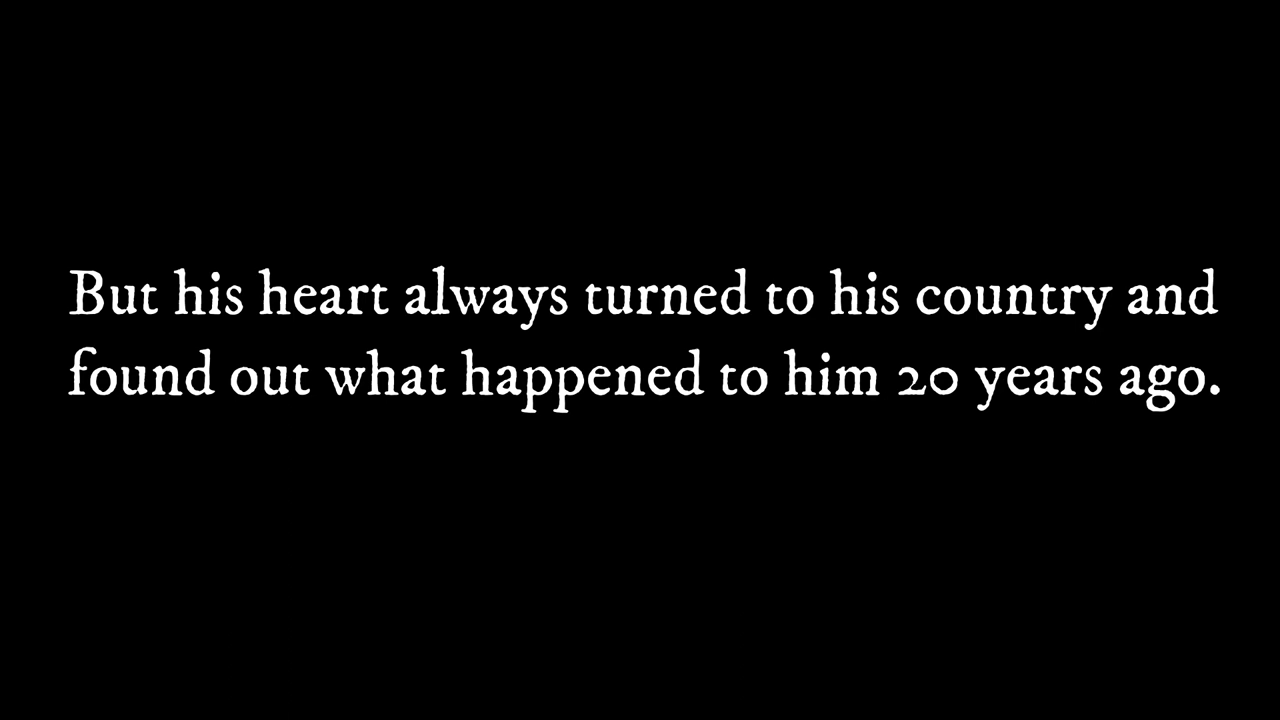 But his heart always turned to his country and
found out what happened to him 20 years ago.